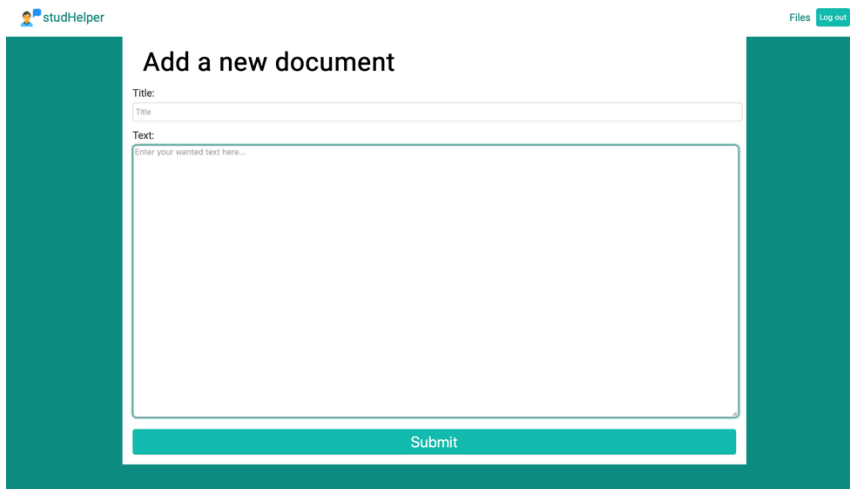 studHelper
Files Log out
Add a new document
Title:
Title
Text:
Enter your wanted text here...
Submit